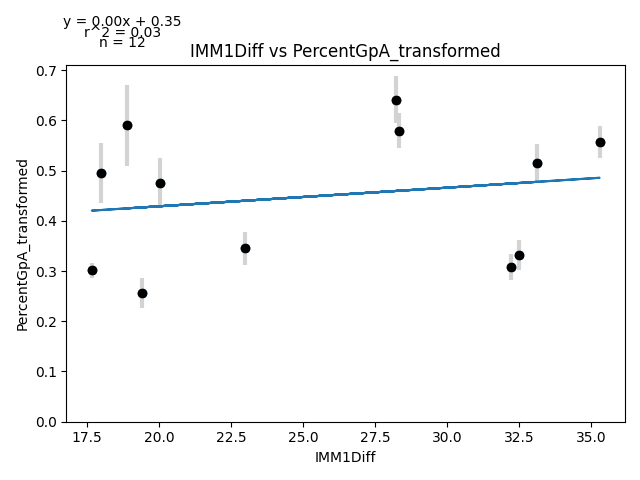 y = 0.00x + 0.35
r^2 = 0.03
n = 12
IMM1Diff vs PercentGpA_transformed
PercentGpA_transformed
0.7
0.6
0.5
0.4
0.3
0.2
0.1
0.0
17.5 20.0 22.5 25.0 27.5 30.0 32.5 35.0
IMM1Diff